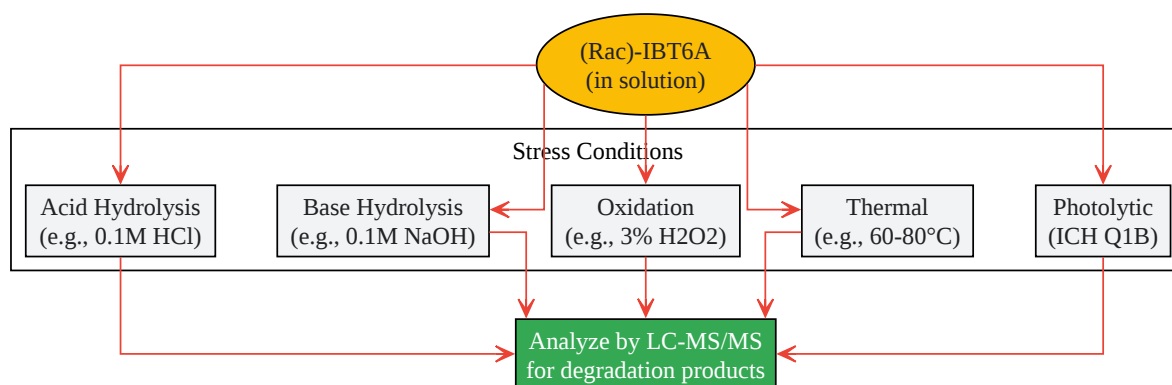 (Rac)-IBT6A
(in solution)
Stress Conditions
Acid Hydrolysis
(e.g., 0.1M HCl)
Base Hydrolysis
(e.g., 0.1M NaOH)
Oxidation
(e.g., 3% H2O2)
Thermal
(e.g., 60-80°C)
Photolytic
(ICH Q1B)
Analyze by LC-MS/MS
for degradation products